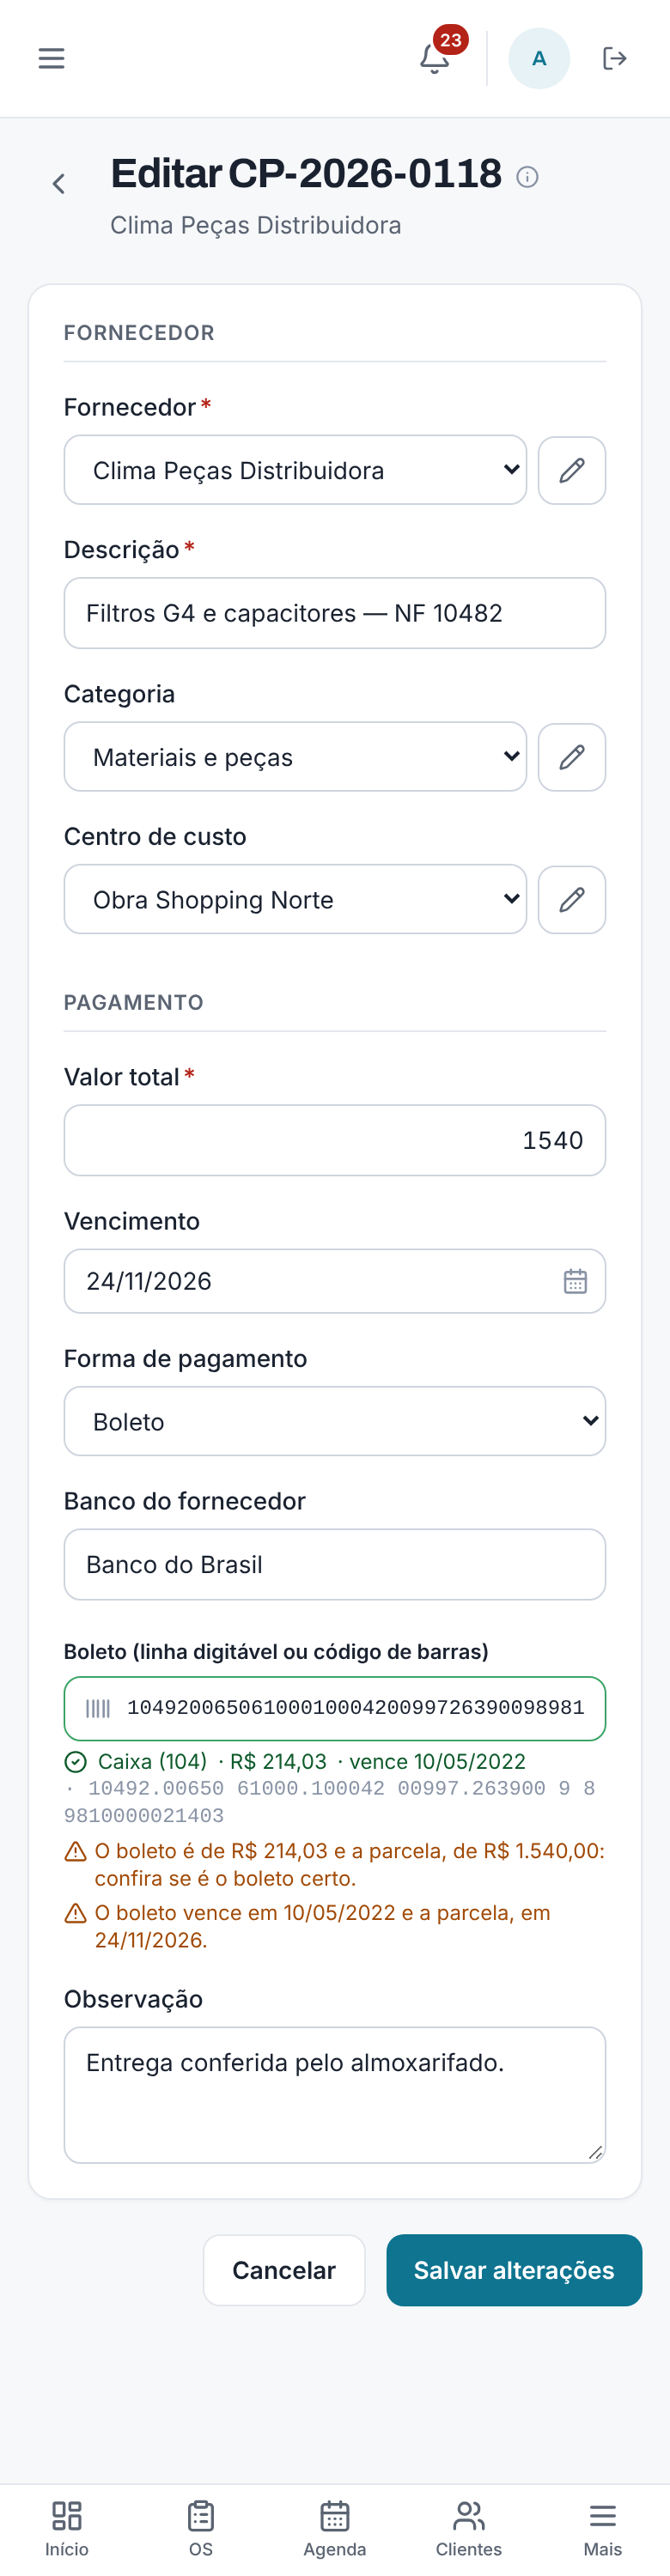 23
A
Editar CP-2026-0118
Clima Peças Distribuidora
FORNECEDOR
Fornecedor *
Clima Peças Distribuidora
Descrição *
Filtros G4 e capacitores — NF 10482
Categoria
Materiais e peças
Centro de custo
Obra Shopping Norte
PAGAMENTO
Valor total *
1540
Vencimento
24/11/2026
Forma de pagamento
Boleto
Banco do fornecedor
Banco do Brasil
Boleto (linha digitável ou código de barras)
1049200650610001000420099726390098981
Caixa (104) · R$ 214,03 · vence 10/05/2022
· 10492.00650 61000.100042 00997.263900 9 8
9810000021403
O boleto é de R$ 214,03 e a parcela, de R$ 1.540,00:
confira se é o boleto certo.
O boleto vence em 10/05/2022 e a parcela, em
24/11/2026.
Observação
Entrega conferida pelo almoxarifado.
Cancelar
Salvar alterações
Início
OS
Agenda
Clientes
Mais